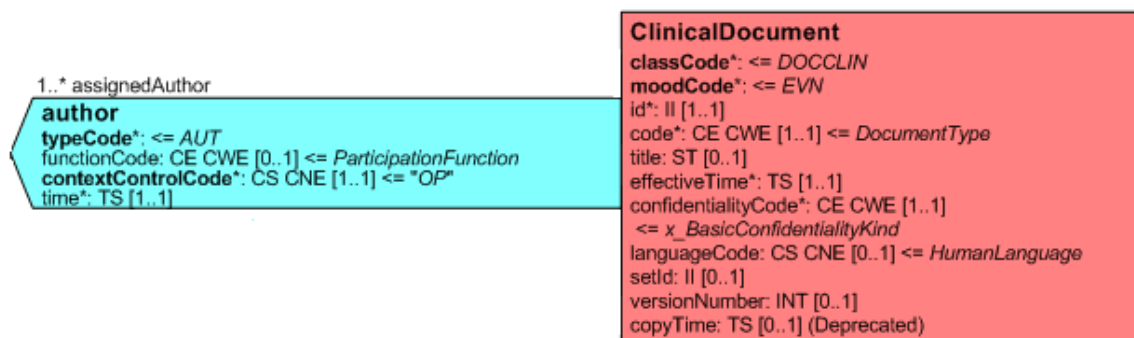 1..* assignedAuthor
author
typeCode*: <= AUT
functionCode: CE CWE [0..1] <= ParticipationFunction
contextControlCode*: CS CNE [1..1] <= "OP"
time*: TS [1..1]
ClinicalDocument
classCode*: <= DOCCLIN
moodCode*: <= EVN
id*: II [1..1]
code*: CE CWE [1..1] <= DocumentType
title: ST [0..1]
effectiveTime*: TS [1..1]
confidentialityCode*: CE CWE [1..1]
<= x_BasicConfidentialityKind
languageCode: CS CNE [0..1] <= HumanLanguage
setId: II [0..1]
versionNumber: INT [0..1]
copyTime: TS [0..1] (Deprecated)